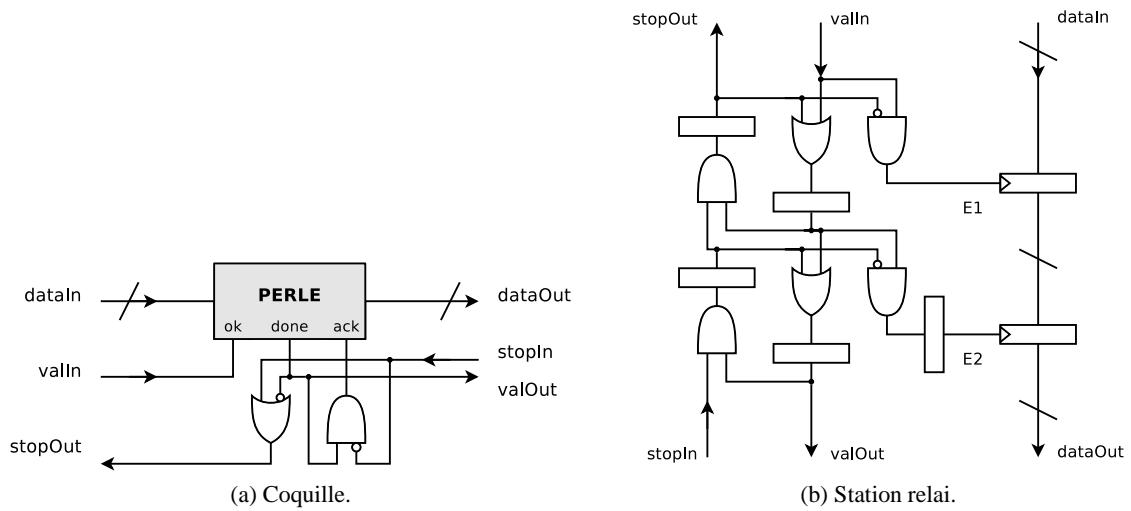 dataIn
PERLE
dataOut
ok done ack
valIn
stopIn
valOut
stopOut
(a) Coquille.
stopOut
valIn
dataIn
E1
E2
stopIn
valOut
dataOut
(b) Station relai.